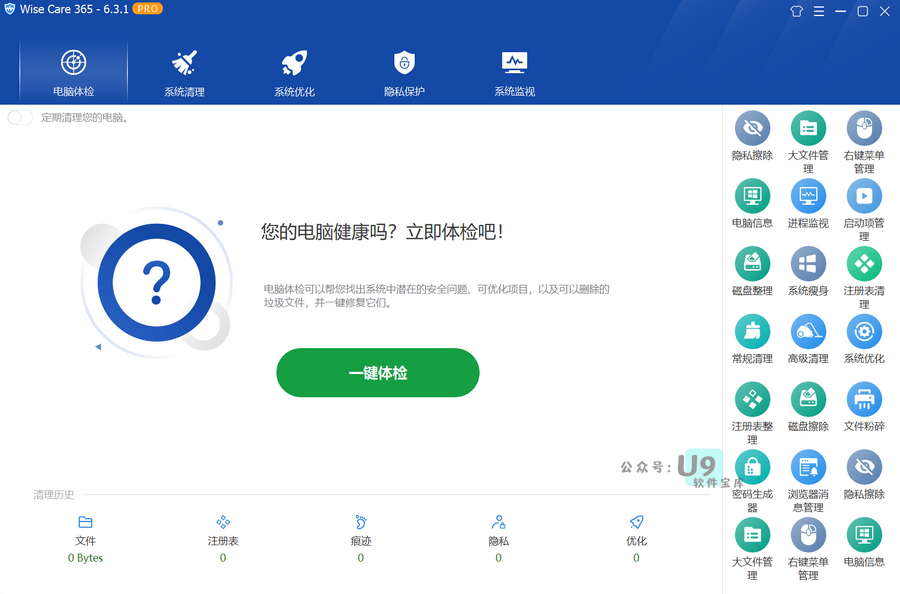 Wise Care 365 - 6.3.1 PRO
电脑体检
系统清理
系统优化
隐私保护
系统监视
定期清理您的电脑。
您的电脑健康吗？立即体检吧！
电脑体检可以帮您找出系统中潜在的安全问题、可优化项目，以及可以删除的
垃圾文件，并一键修复它们。
一键体检
公众号：U9
软件宝库
清理历史
文件
注册表
痕迹
隐私
优化
0 Bytes
0
0
0
0
隐私擦除
大文件管
理
右键菜单
管理
电脑信息
进程监视
启动项管
理
磁盘整理
系统瘦身
注册表清
理
常规清理
高级清理
系统优化
注册表整
理
磁盘擦除
文件粉碎
密码生成
器
浏览器消
息管理
隐私擦除
大文件管
理
右键菜单
管理
电脑信息